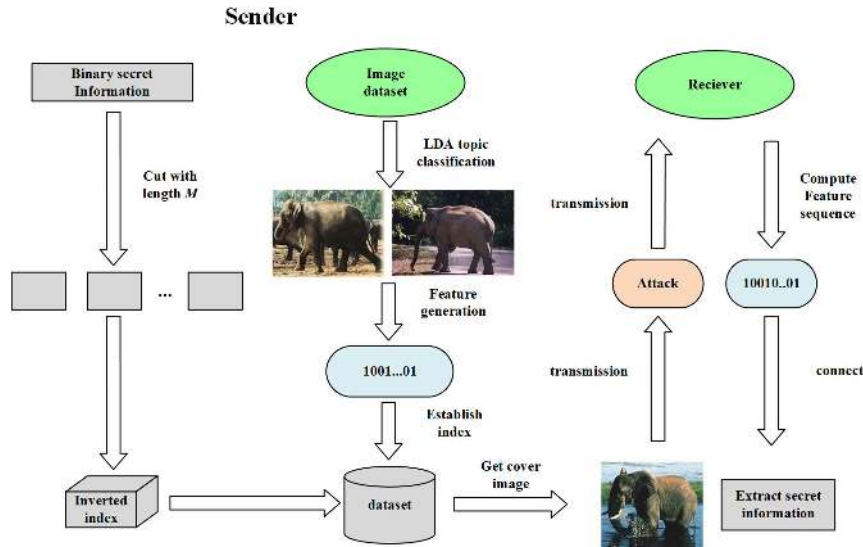 Sender
Binary secret
Information
Image
dataset
Reciever
LDA topic
classification
Cut with
length M
transmission
Compute
Feature
sequence
...
Feature
generation
Attack
10010..01
1001...01
transmission
connect
Establish
index
Inverted
index
dataset
Get cover
image
Extract secret
information